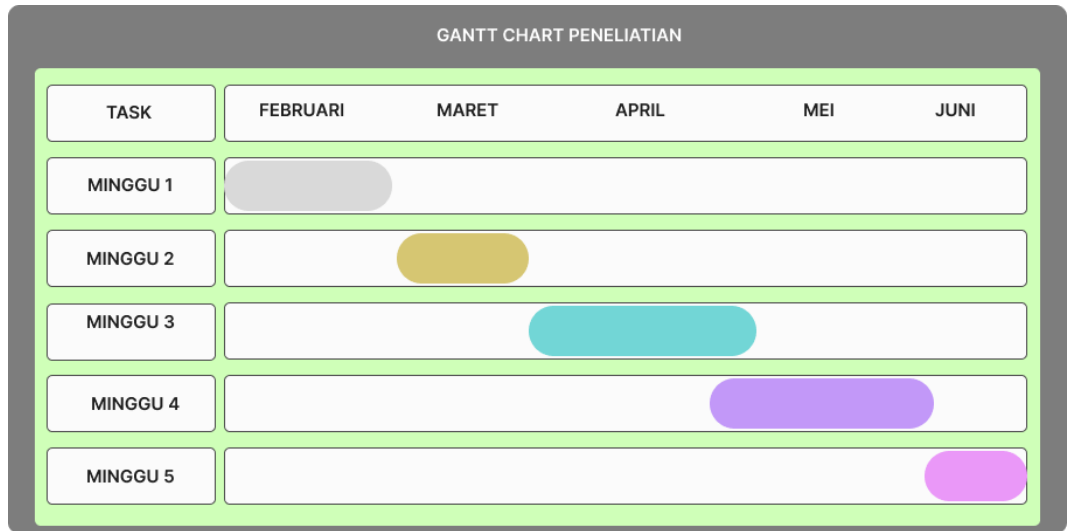 GANTT CHART PENELIATIAN
TASK FEBRUARI MARET APRIL MEI JUNI
MINGGU 1
MINGGU 2
MINGGU 3
MINGGU 4
MINGGU 5